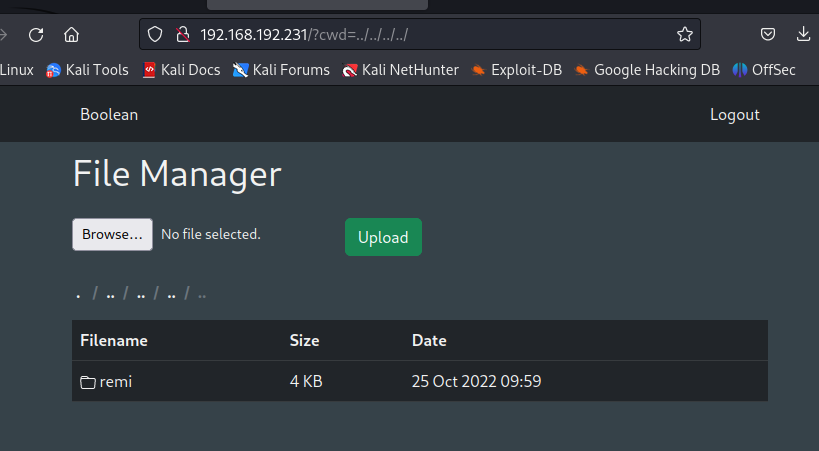 192.168.192.231/?cwd=../../../../
Linux Kali Tools Kali Docs Kali Forums Kali NetHunter Exploit-DB Google Hacking DB OffSec
Boolean Logout
File Manager
Browse... No file selected. Upload
. / .. / .. / .. / ..
Filename Size Date
remi 4 KB 25 Oct 2022 09:59